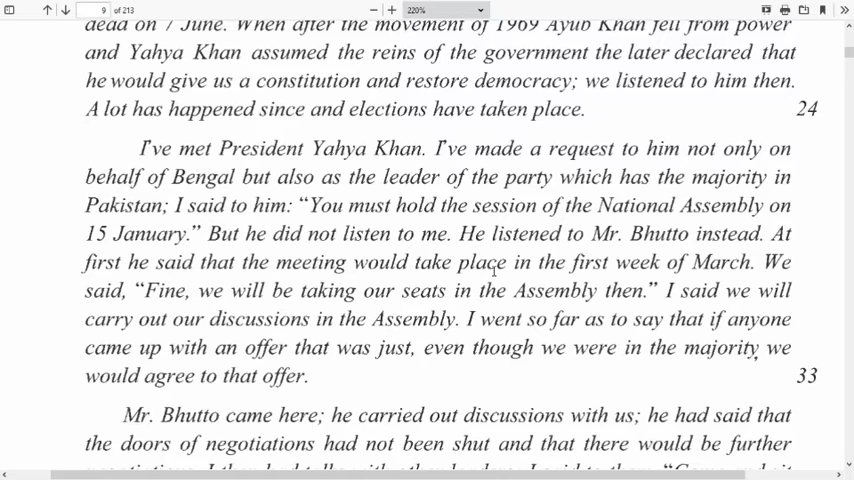 9 of 213
220%
dead on 7 June. When after the movement of 1969 Ayub Khan fell from power
and Yahya Khan assumed the reins of the government the later declared that
he would give us a constitution and restore democracy; we listened to him then.
A lot has happened since and elections have taken place. 24
I've met President Yahya Khan. I've made a request to him not only on
behalf of Bengal but also as the leader of the party which has the majority in
Pakistan; I said to him: “You must hold the session of the National Assembly on
15 January.” But he did not listen to me. He listened to Mr. Bhutto instead. At
first he said that the meeting would take place in the first week of March. We
said, “Fine, we will be taking our seats in the Assembly then.” I said we will
carry out our discussions in the Assembly. I went so far as to say that if anyone
came up with an offer that was just, even though we were in the majority, we
would agree to that offer. 33
Mr. Bhutto came here; he carried out discussions with us; he had said that
the doors of negotiations had not been shut and that there would be further